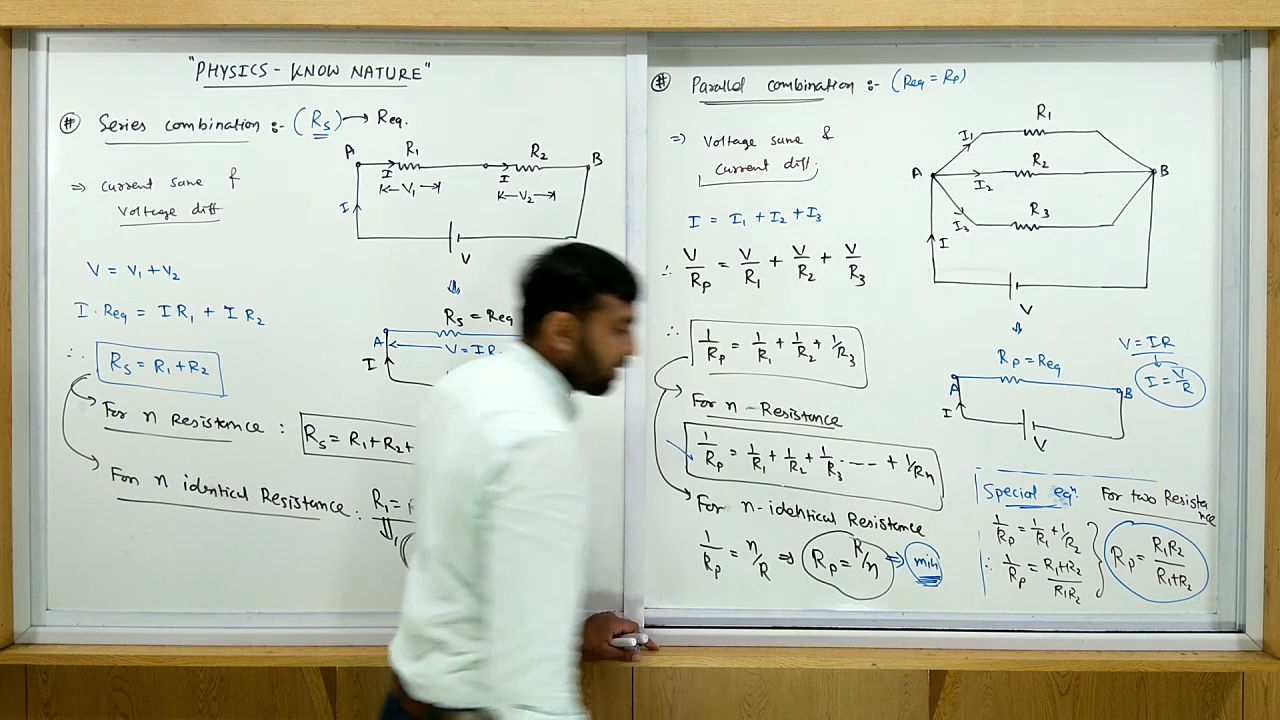 "PHYSICS - KNOW NATURE"
# Series combination :- (Rs) → Req.
⇒ Current same &
Voltage diff.
A I R1 I R2 B
V1 V2
I
V
V = V1 + V2
I · Req = I R1 + I R2
∴ Rs = R1 + R2
Rs = Req
A V = IR
I
For n Resistance : Rs = R1 + R2 +
For n identical Resistance : R1 =
# Parallel combination :- (Req = Rp)
⇒ Voltage same &
Current diff.
I = I1 + I2 + I3
∴ V/Rp = V/R1 + V/R2 + V/R3
∴ 1/Rp = 1/R1 + 1/R2 + 1/R3
For n - Resistance
1/Rp = 1/R1 + 1/R2 + 1/R3 ---- + 1/Rn
For n-identical Resistance
1/Rp = n/R ⇒ Rp = R/n ⇒ min
I1 R1
A I2 R2 B
I3 R3
I
V
Rp = Req
A B
I
V
V = IR
I = V/R
Special eqn. For two Resistance
1/Rp = 1/R1 + 1/R2
∴ 1/Rp = R1+R2/R1R2
Rp = R1R2/R1+R2